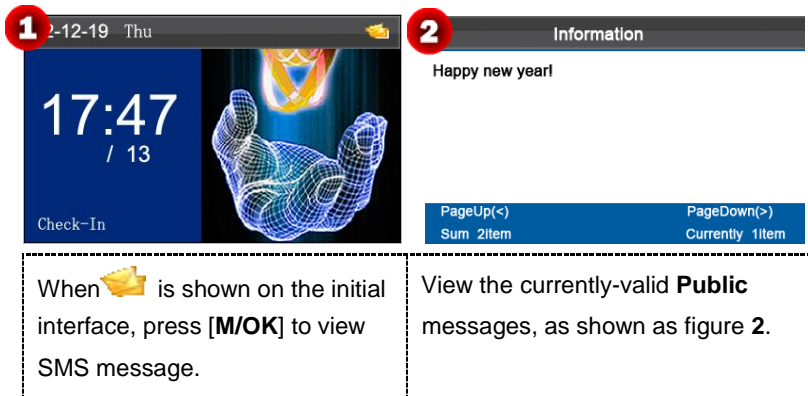 1
2-12-19 Thu
17:47
/ 13
Check-In
2
Information
Happy new year!
PageUp(<) PageDown(>)
Sum 2item Currently 1item
When is shown on the initial
interface, press [M/OK] to view
SMS message.
View the currently-valid Public
messages, as shown as figure 2.